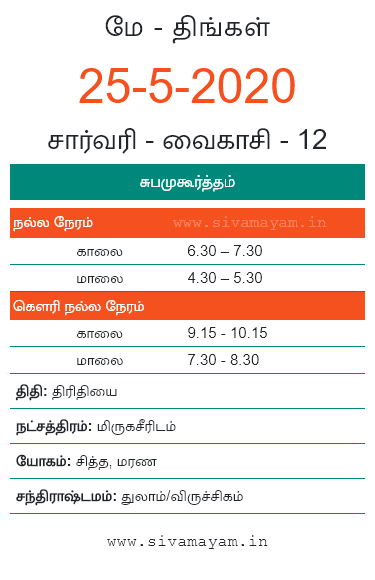 மே - திங்கள்
25-5-2020
சார்வரி - வைகாசி - 12
சுபமுகூர்த்தம்
நல்ல நேரம் www.sivamayam.in
காலை 6.30 – 7.30
மாலை 4.30 – 5.30
கௌரி நல்ல நேரம்
காலை 9.15 - 10.15
மாலை 7.30 - 8.30
திதி: திரிதியை
நட்சத்திரம்: மிருகசீரிடம்
யோகம்: சித்த, மரண
சந்திராஷ்டமம்: துலாம்/விருச்சிகம்
www.sivamayam.in